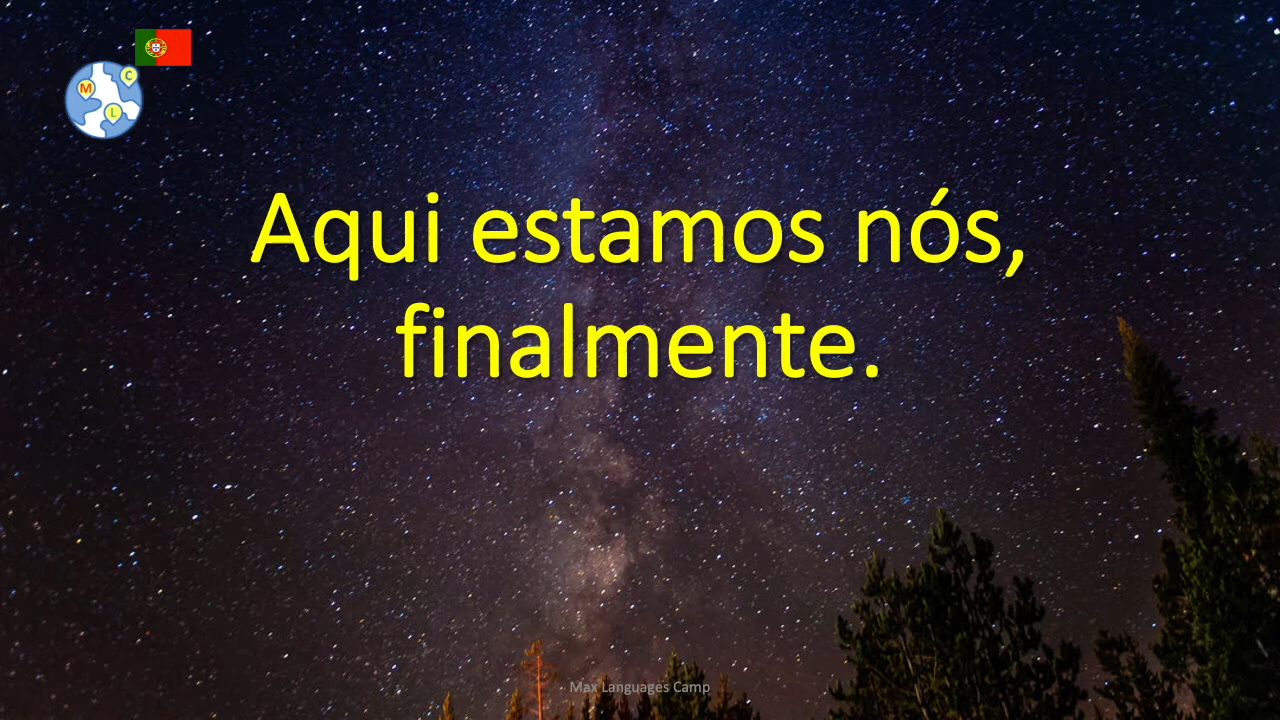 C
M
L
Aqui estamos nós,
finalmente.
Max Languages Camp